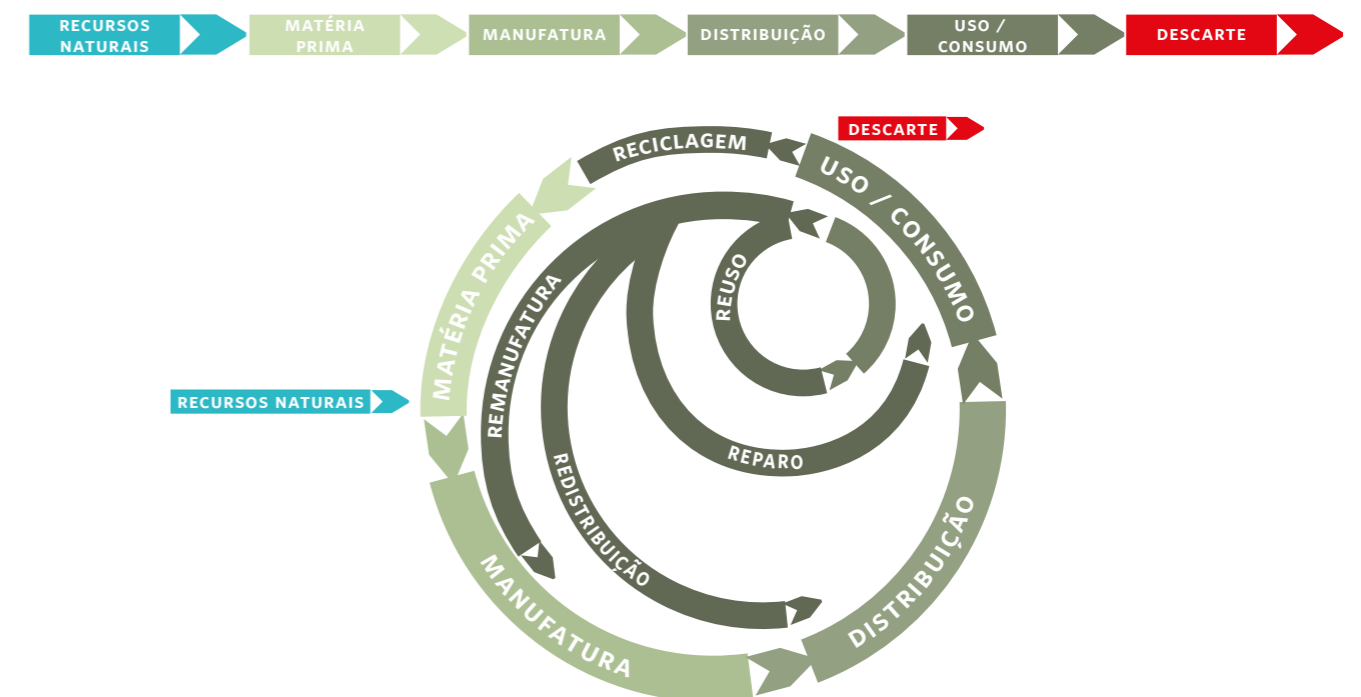 RECURSOS
NATURAIS
MATÉRIA
PRIMA
MANUFATURA
DISTRIBUIÇÃO
USO /
CONSUMO
DESCARTE
DESCARTE
RECICLAGEM
USO / CONSUMO
MATÉRIA PRIMA
REUSO
REMANUFATURA
RECURSOS NATURAIS
REPARO
REDISTRIBUIÇÃO
DISTRIBUIÇÃO
MANUFATURA